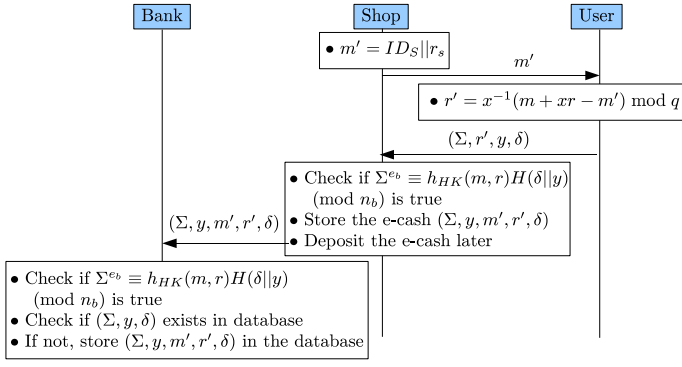 Bank
Shop
User
• m′ = ID_S||r_s
m′
• r′ = x⁻¹(m + xr − m′) mod q
(Σ, r′, y, δ)
• Check if Σ^{e_b} ≡ h_{HK}(m, r)H(δ||y)
(mod n_b) is true
• Store the e-cash (Σ, y, m′, r′, δ)
• Deposit the e-cash later
(Σ, y, m′, r′, δ)
• Check if Σ^{e_b} ≡ h_{HK}(m, r)H(δ||y)
(mod n_b) is true
• Check if (Σ, y, δ) exists in database
• If not, store (Σ, y, m′, r′, δ) in the database